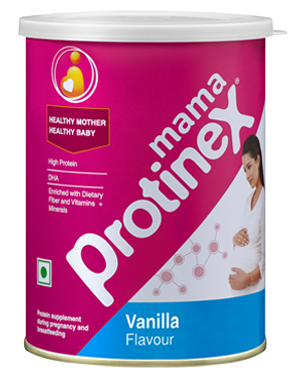 HEALTHY MOTHER
HEALTHY BABY
High Protein
DHA
Enriched with Dietary
Fiber and Vitamins +
Minerals
mama
protinex
Protein supplement
during pregnancy and
breastfeeding
Vanilla
Flavour